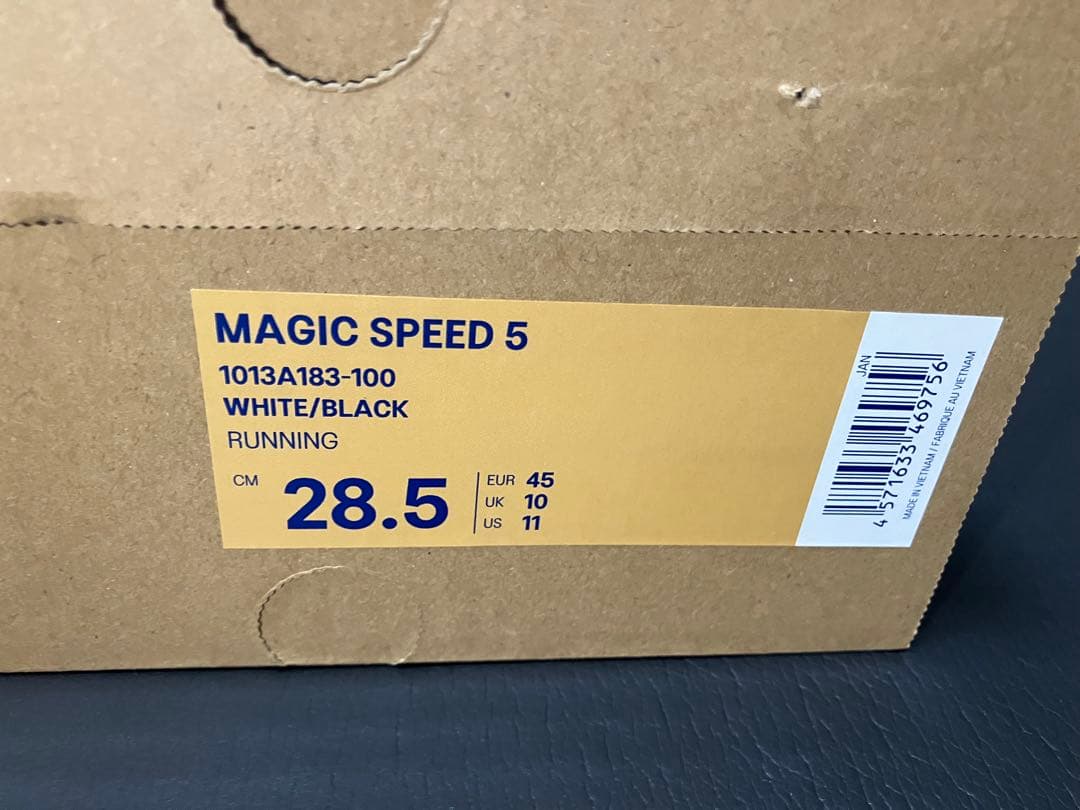 MAGIC SPEED 5
1013A183-100
WHITE/BLACK
RUNNING
CM 28.5
EUR 45
UK 10
US 11
JAN
4 571633 469756
MADE IN VIETNAM / FABRIQUE AU VIETNAM